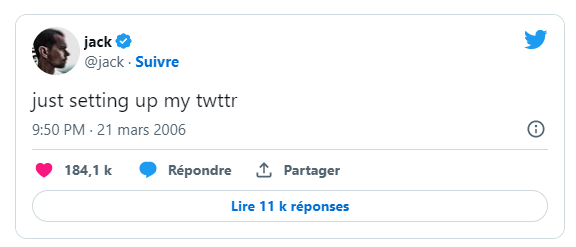 jack
@jack · Suivre
just setting up my twttr
9:50 PM · 21 mars 2006
184,1 k Répondre Partager
Lire 11 k réponses